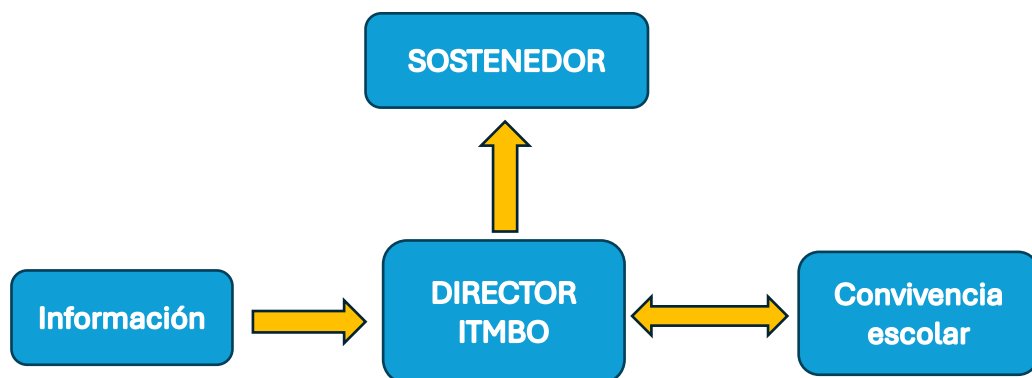 SOSTENEDOR
Información
DIRECTOR
ITMBO
Convivencia
escolar